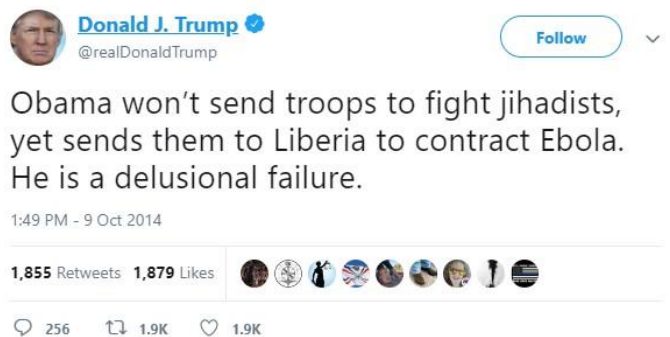 Donald J. Trump
Follow
@realDonaldTrump
Obama won’t send troops to fight jihadists,
yet sends them to Liberia to contract Ebola.
He is a delusional failure.
1:49 PM - 9 Oct 2014
1,855 Retweets 1,879 Likes
256 1.9K 1.9K